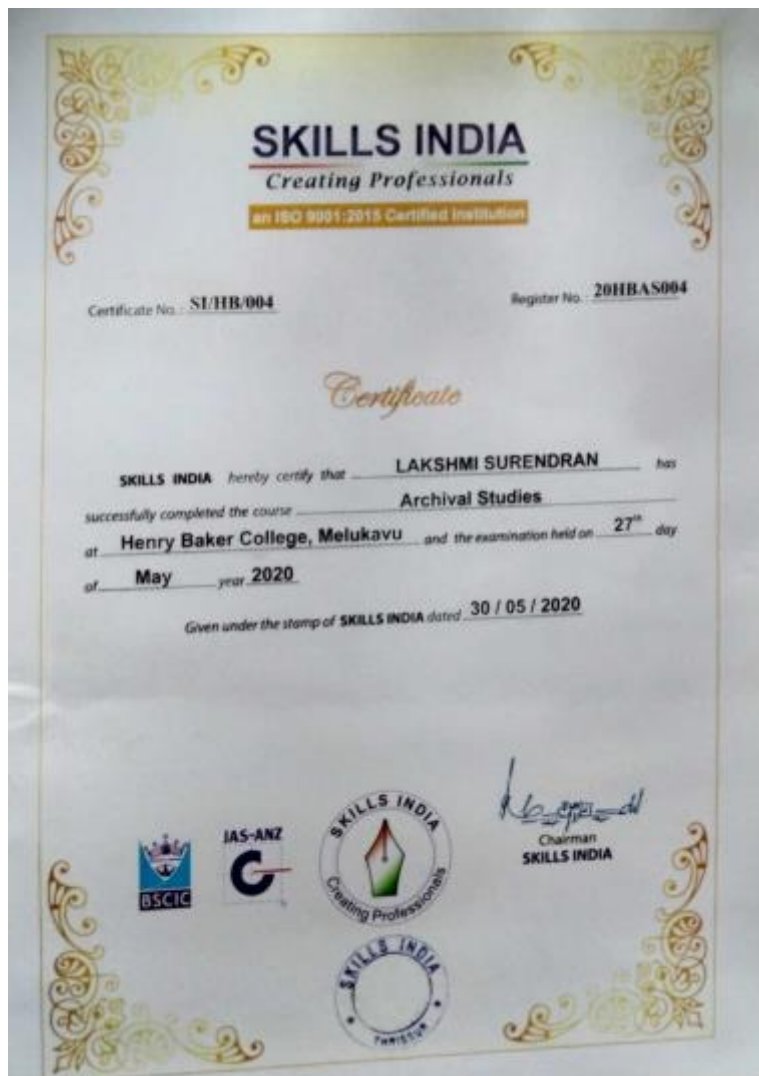 SKILLS INDIA
Creating Professionals
an ISO 9001:2015 Certified Institution
Certificate No.: SI/HB/004
Register No. 20HBAS004
Certificate
SKILLS INDIA hereby certify that LAKSHMI SURENDRAN has
successfully completed the course Archival Studies
at Henry Baker College, Melukavu and the examination held on 27th day
of May year 2020
Given under the stamp of SKILLS INDIA dated 30 / 05 / 2020
BSCIC
JAS-ANZ
SKILLS INDIA
Creating Professionals
Chairman
SKILLS INDIA
SKILLS INDIA
THRISSUR